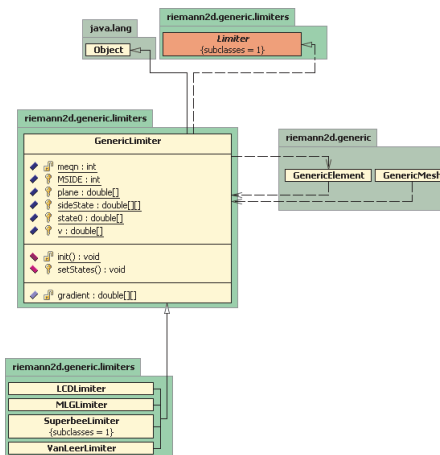 java.lang
Object
riemann2d.generic.limiters
Limiter
{subclasses = 1}
riemann2d.generic.limiters
GenericLimiter
meqn : int
MSIDE : int
plane : double[]
sideState : double[][]
state0 : double[]
v : double[]
init() : void
setStates() : void
gradient : double[][]
riemann2d.generic
GenericElement
GenericMesh
riemann2d.generic.limiters
LCDLimiter
MLGLimiter
SuperbeeLimiter
{subclasses = 1}
VanLeerLimiter